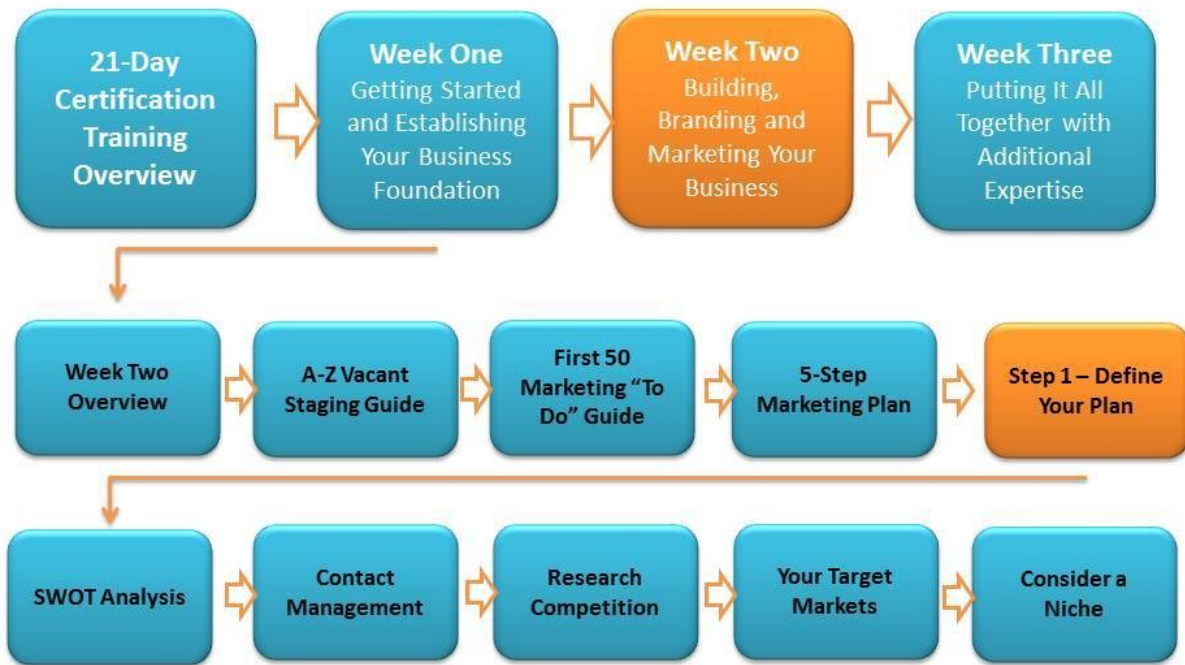 21-Day
Certification
Training
Overview
Week One
Getting Started
and Establishing
Your Business
Foundation
Week Two
Building,
Branding and
Marketing Your
Business
Week Three
Putting It All
Together with
Additional
Expertise
Week Two
Overview
A-Z Vacant
Staging Guide
First 50
Marketing “To
Do” Guide
5-Step
Marketing Plan
Step 1 – Define
Your Plan
SWOT Analysis
Contact
Management
Research
Competition
Your Target
Markets
Consider a
Niche